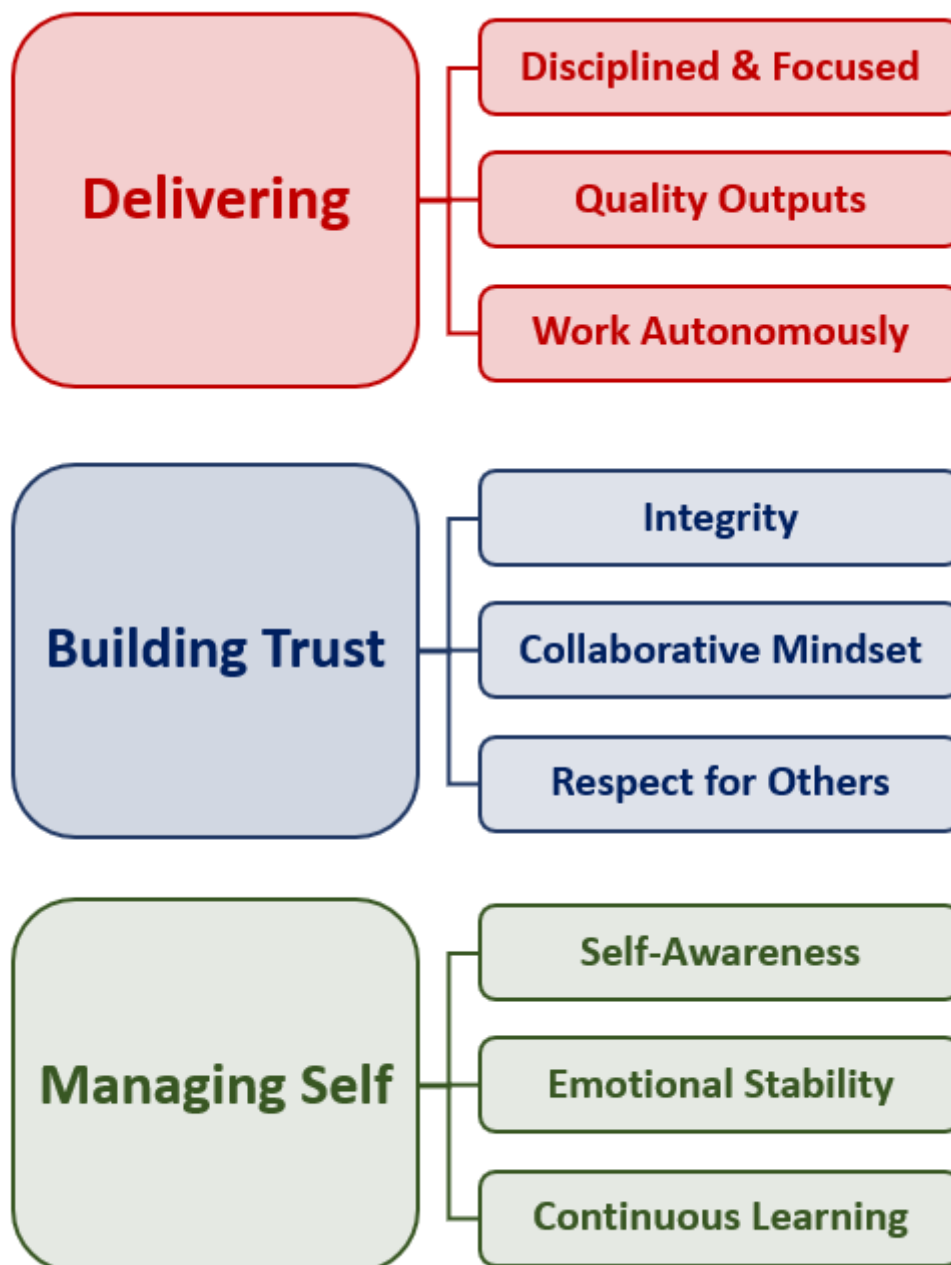 Delivering
Disciplined & Focused
Quality Outputs
Work Autonomously
Building Trust
Integrity
Collaborative Mindset
Respect for Others
Managing Self
Self-Awareness
Emotional Stability
Continuous Learning